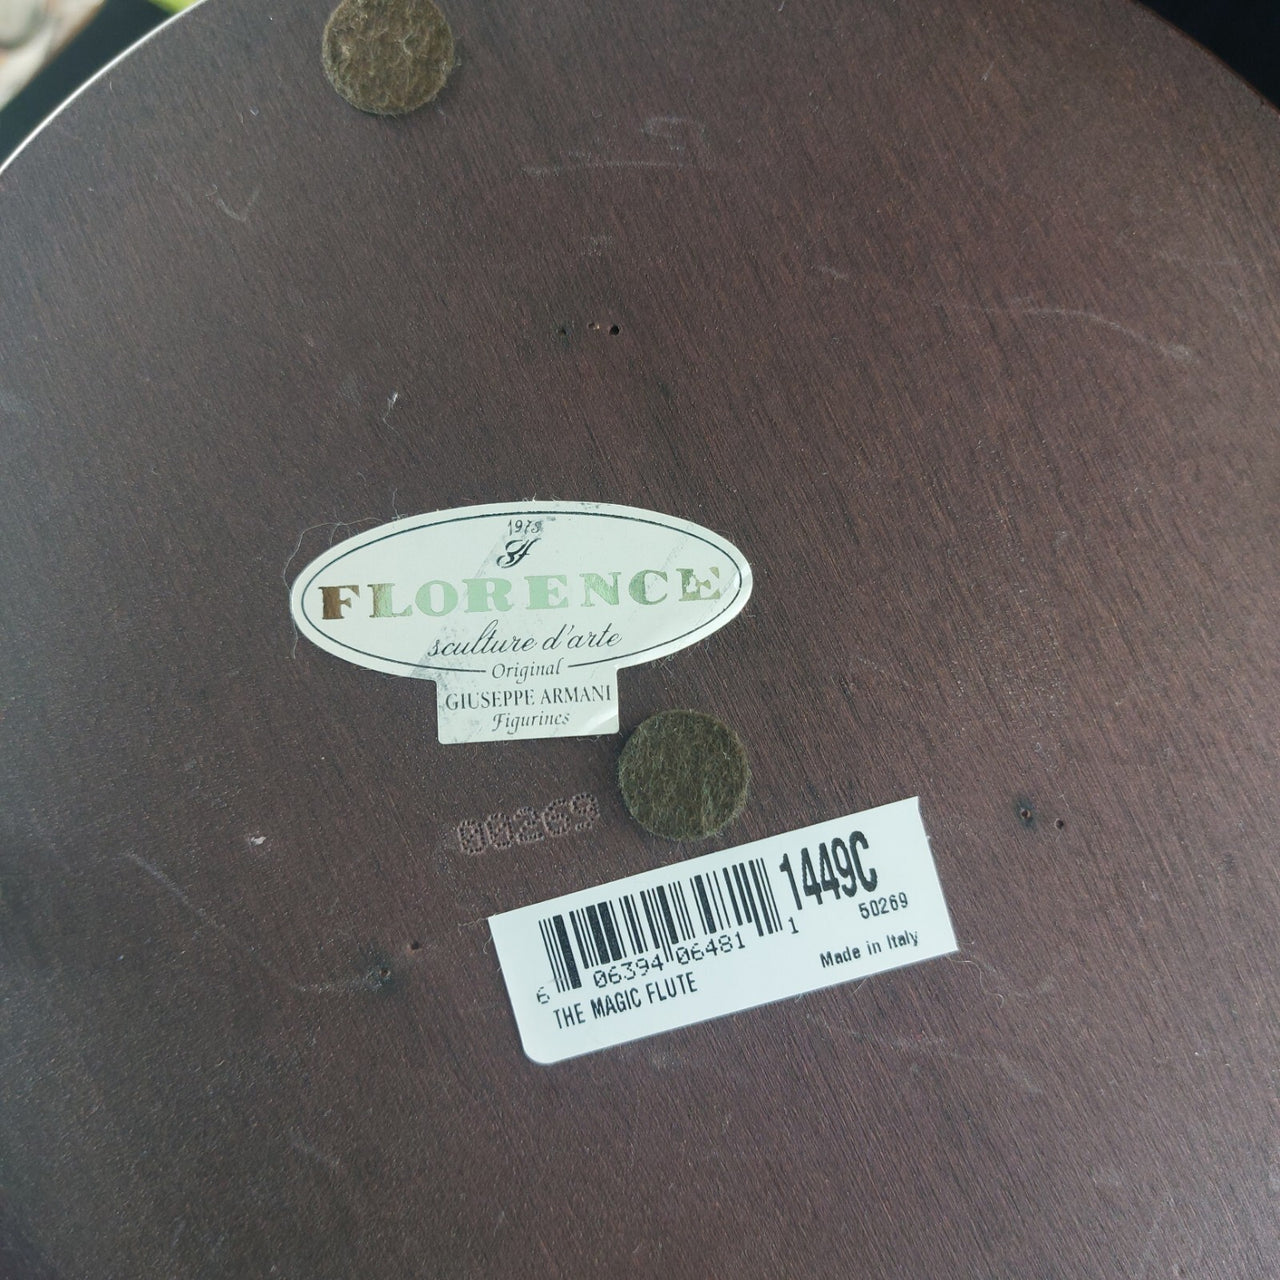 1973
FLORENCE
sculture d'arte
Original
GIUSEPPE ARMANI
Figurines
00269
1449C
50269
6 06394 06481 1
Made in Italy
THE MAGIC FLUTE